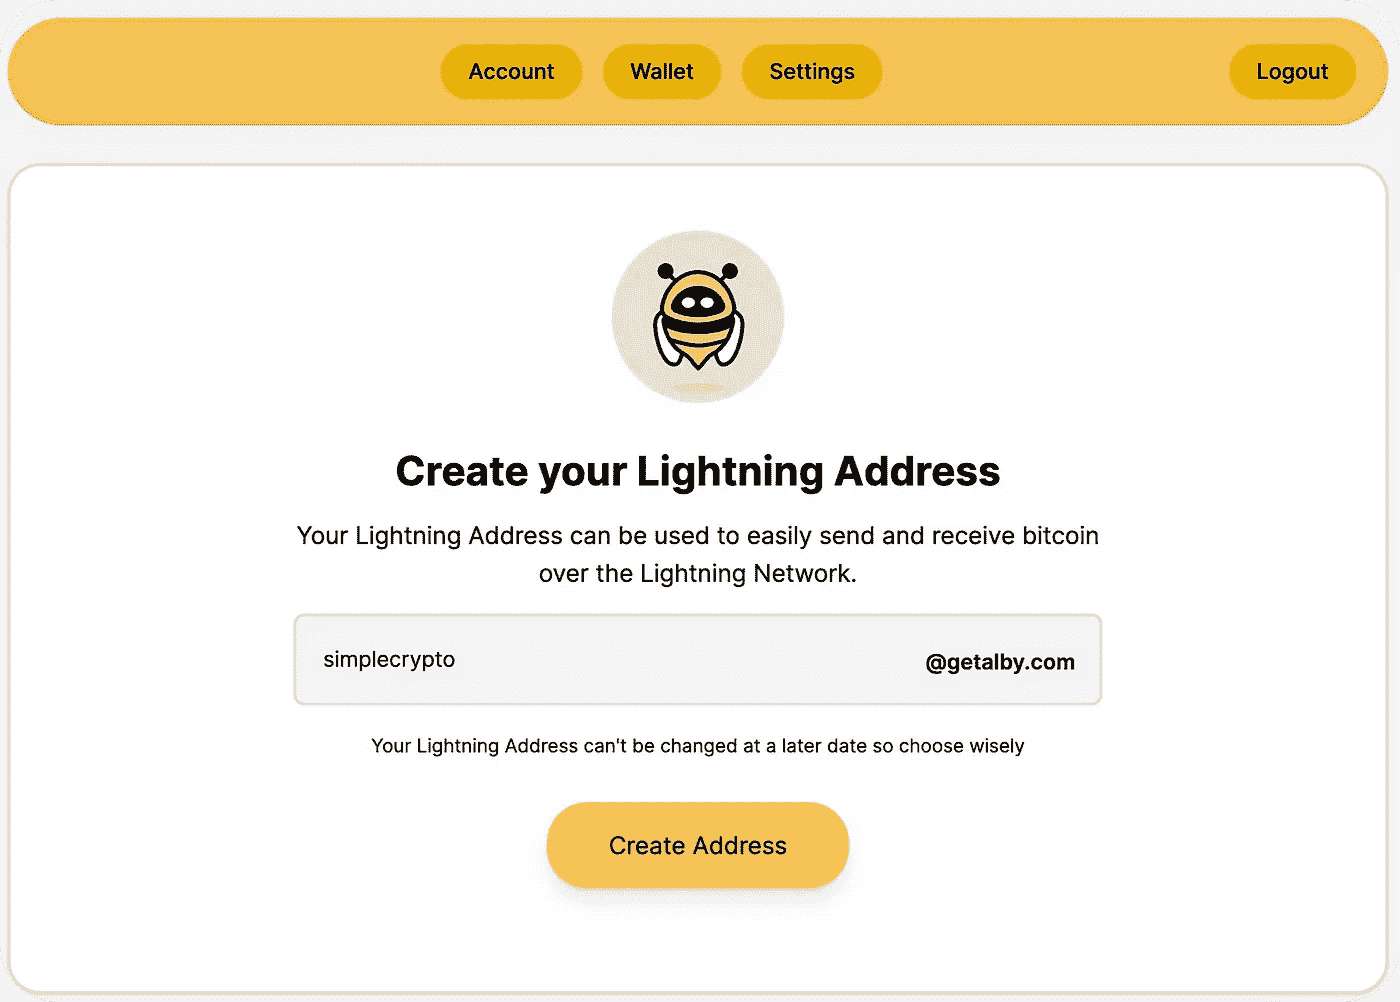 Account Wallet Settings Logout
Create your Lightning Address
Your Lightning Address can be used to easily send and receive bitcoin
over the Lightning Network.
simplecrypto @getalby.com
Your Lightning Address can't be changed at a later date so choose wisely
Create Address